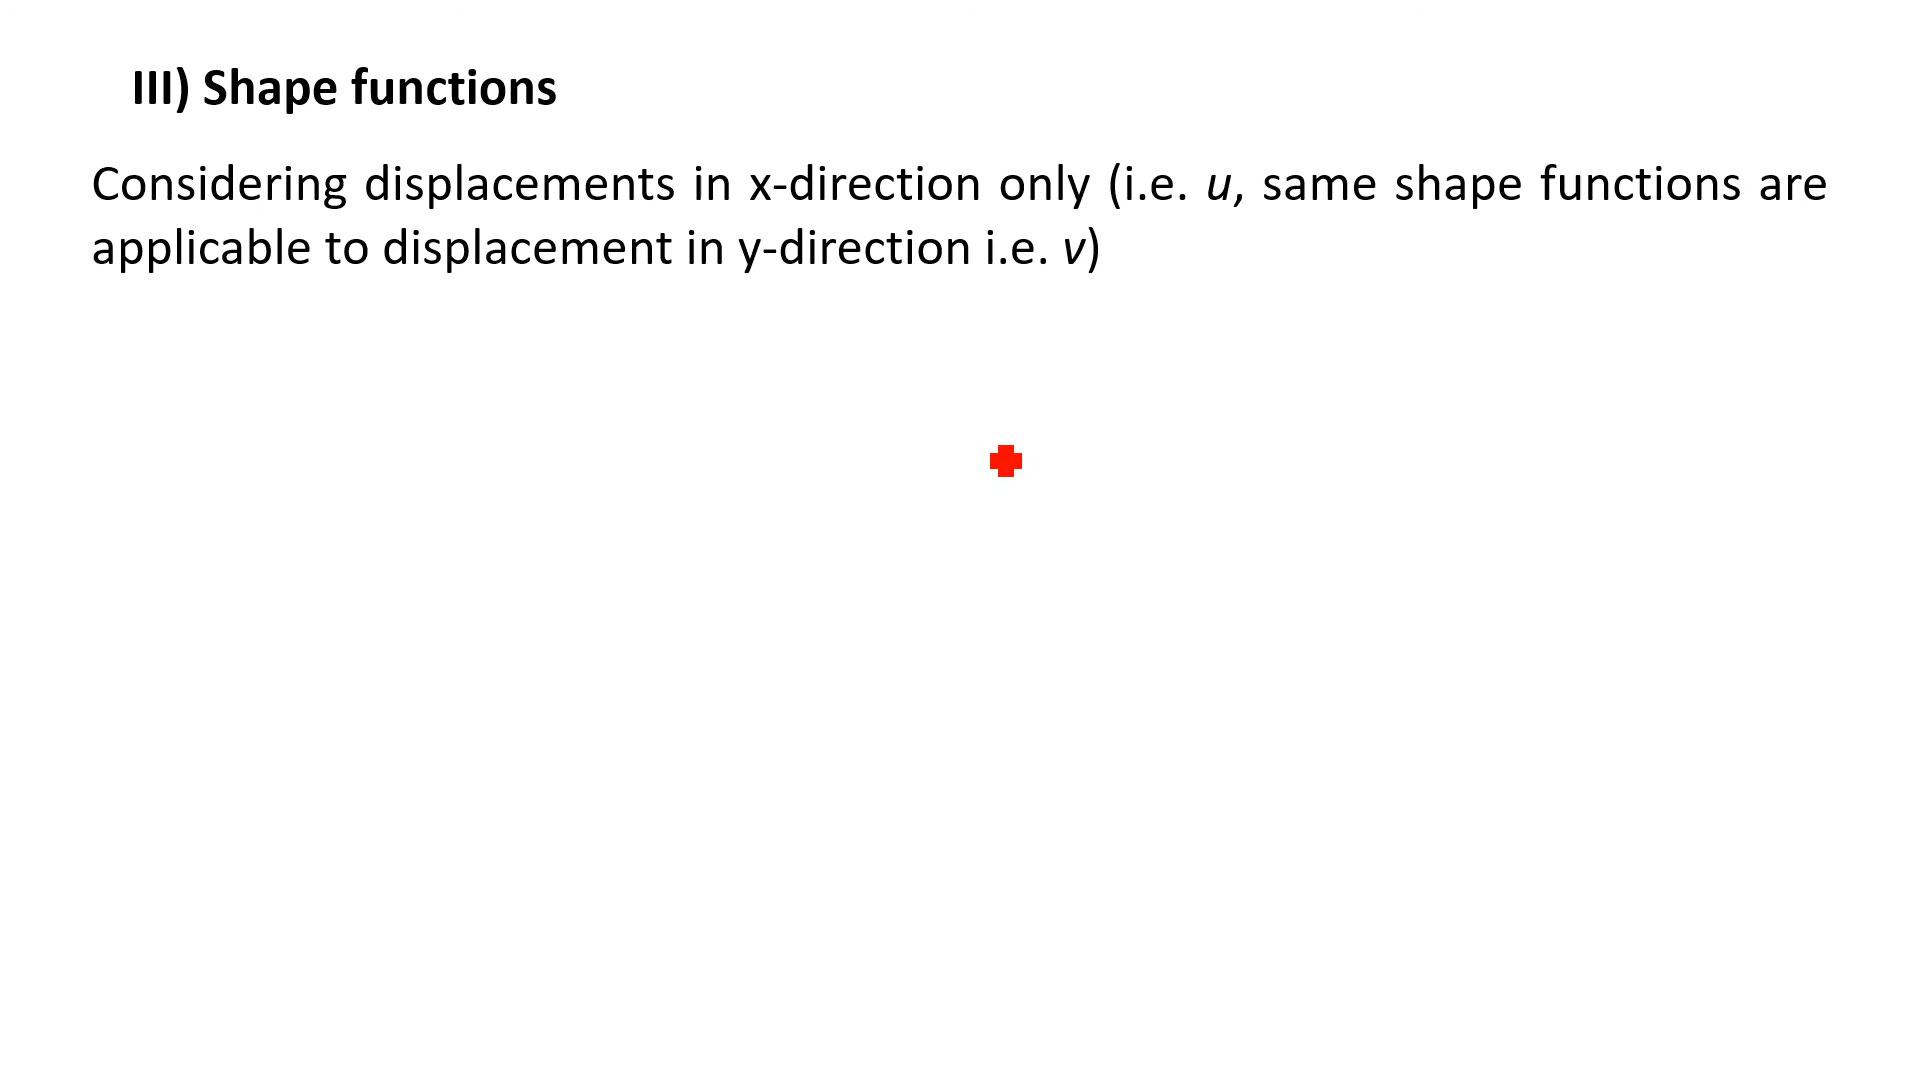 III) Shape functions
Considering displacements in x-direction only (i.e. u, same shape functions are
applicable to displacement in y-direction i.e. v)